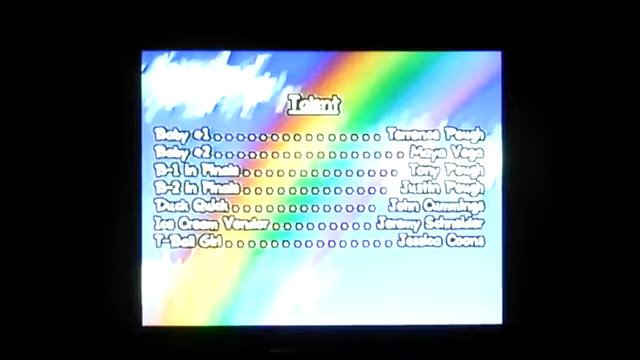 Talent
Baby #1 Terrence Pough
Baby #2 Maya Vega
B-1 in Finale Tony Pough
B-2 in Finale Justin Pough
Duck Quick John Cummings
Ice Cream Vendor Jeremy Schneider
T-Ball Girl Jessica Coons